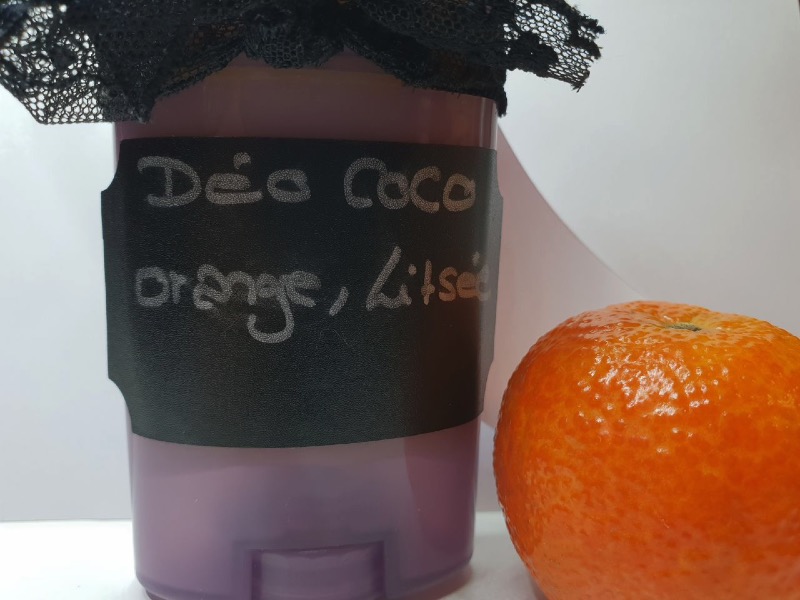 Déo Coco
orange, Litsée